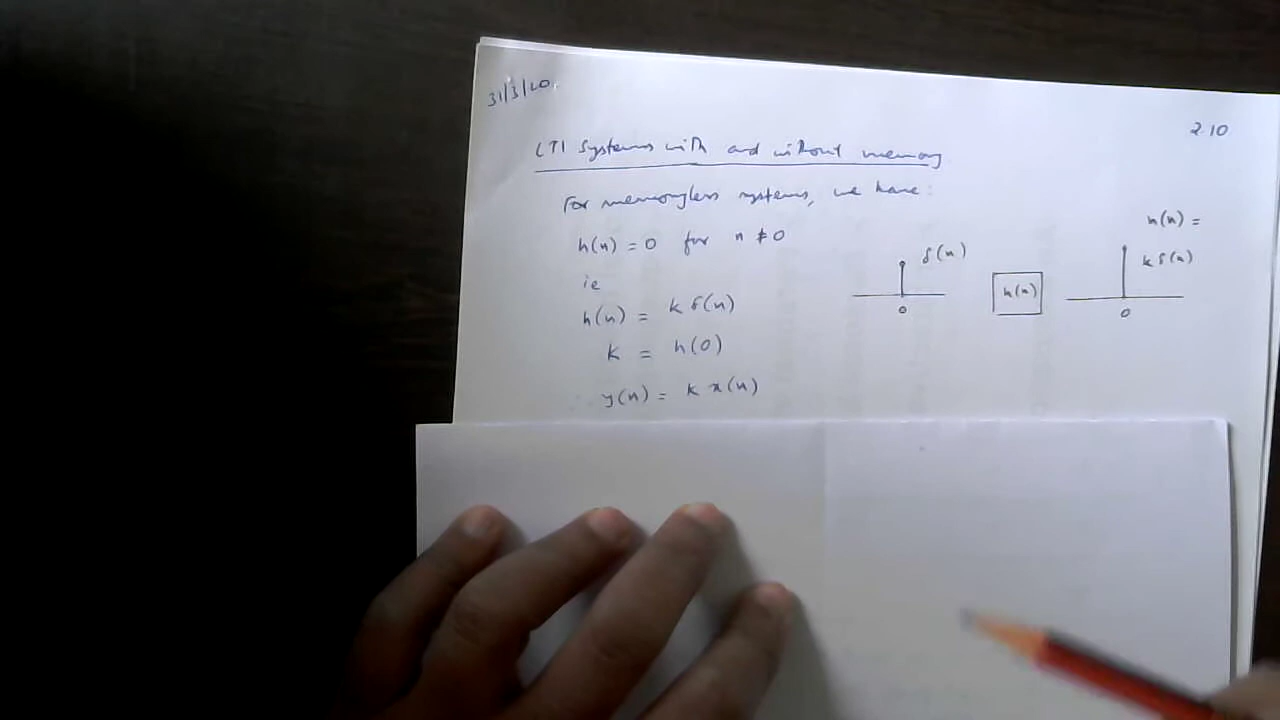 31/3/20.
2.10
LTI Systems with and without memory
For memoryless systems, we have:
h(n) = 0 for n ≠ 0
ie
h(n) = k δ(n)
k = h(0)
y(n) = k x(n)
δ(n)
0
h(n)
h(n) =
k δ(n)
0